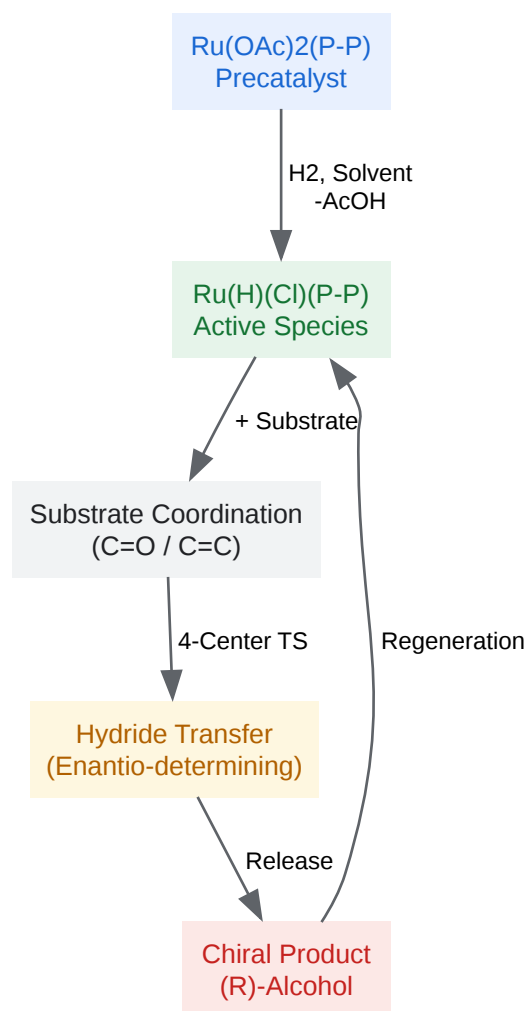 Ru(OAc)2(P-P)
Precatalyst
H2, Solvent
-AcOH
Ru(H)(Cl)(P-P)
Active Species
+ Substrate
Substrate Coordination
(C=O / C=C)
4-Center TS
Regeneration
Hydride Transfer
(Enantio-determining)
Release
Chiral Product
(R)-Alcohol